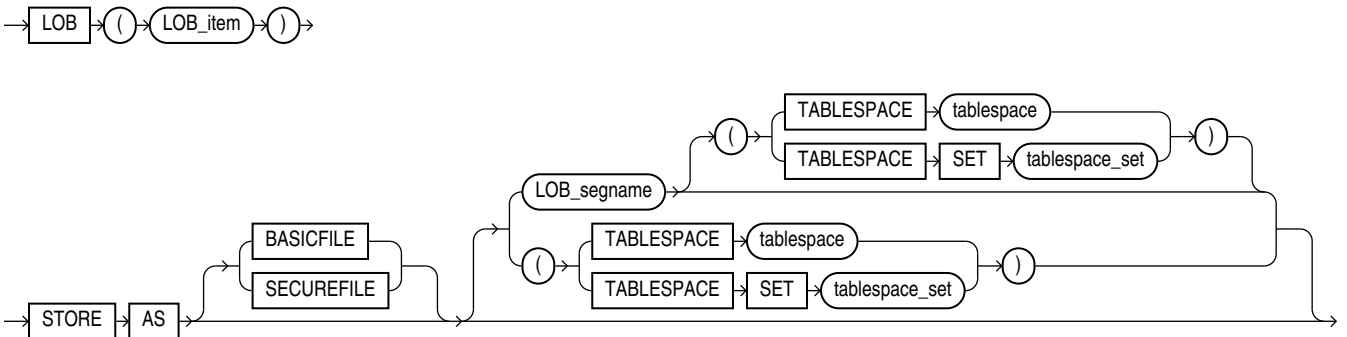 LOB ( LOB_item )
TABLESPACE tablespace
( TABLESPACE SET tablespace_set )
LOB_segname
BASICFILE TABLESPACE tablespace
SECUREFILE ( TABLESPACE SET tablespace_set )
STORE AS